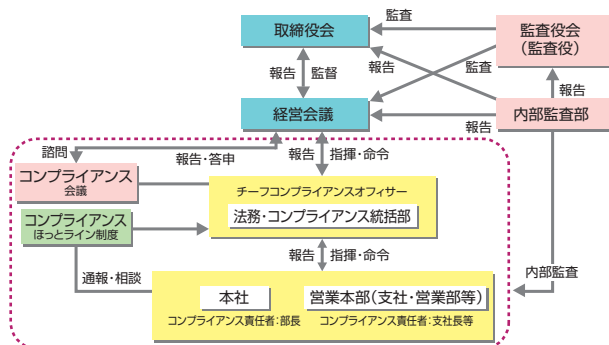 取締役会
監査
監査役会
(監査役)
報告
監督
報告
監査
報告
経営会議
報告
内部監査部
諮問
報告・答申
報告
指揮・命令
コンプライアンス
会議
チーフコンプライアンスオフィサー
法務・コンプライアンス統括部
コンプライアンス
ほっとライン制度
報告
指揮・命令
通報・相談
内部監査
本社
営業本部(支社・営業部等)
コンプライアンス責任者:部長
コンプライアンス責任者:支社長等